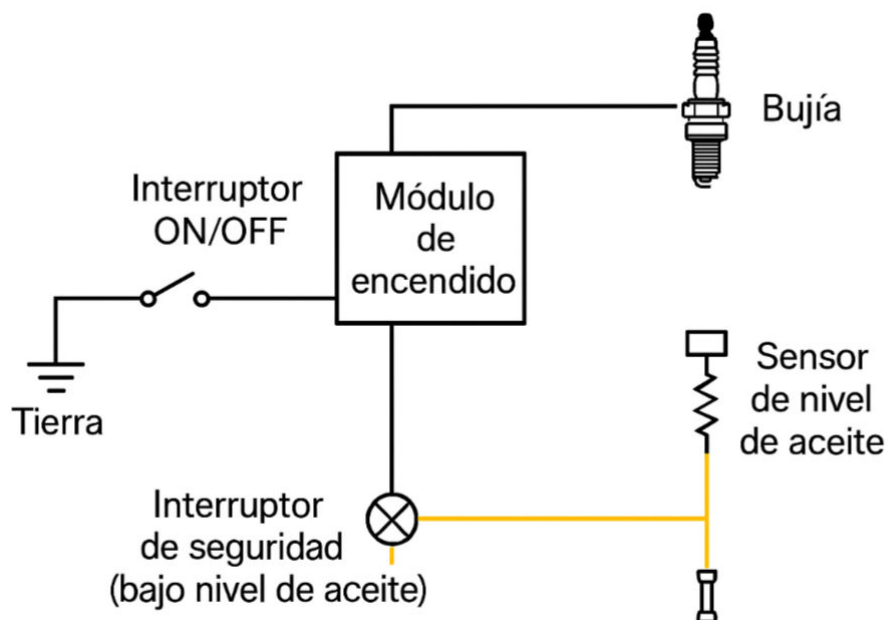 Bujía
Interruptor
ON/OFF
Módulo
de
encendido
Tierra
Sensor
de nivel
de aceite
Interruptor
de seguridad
(bajo nivel de aceite)